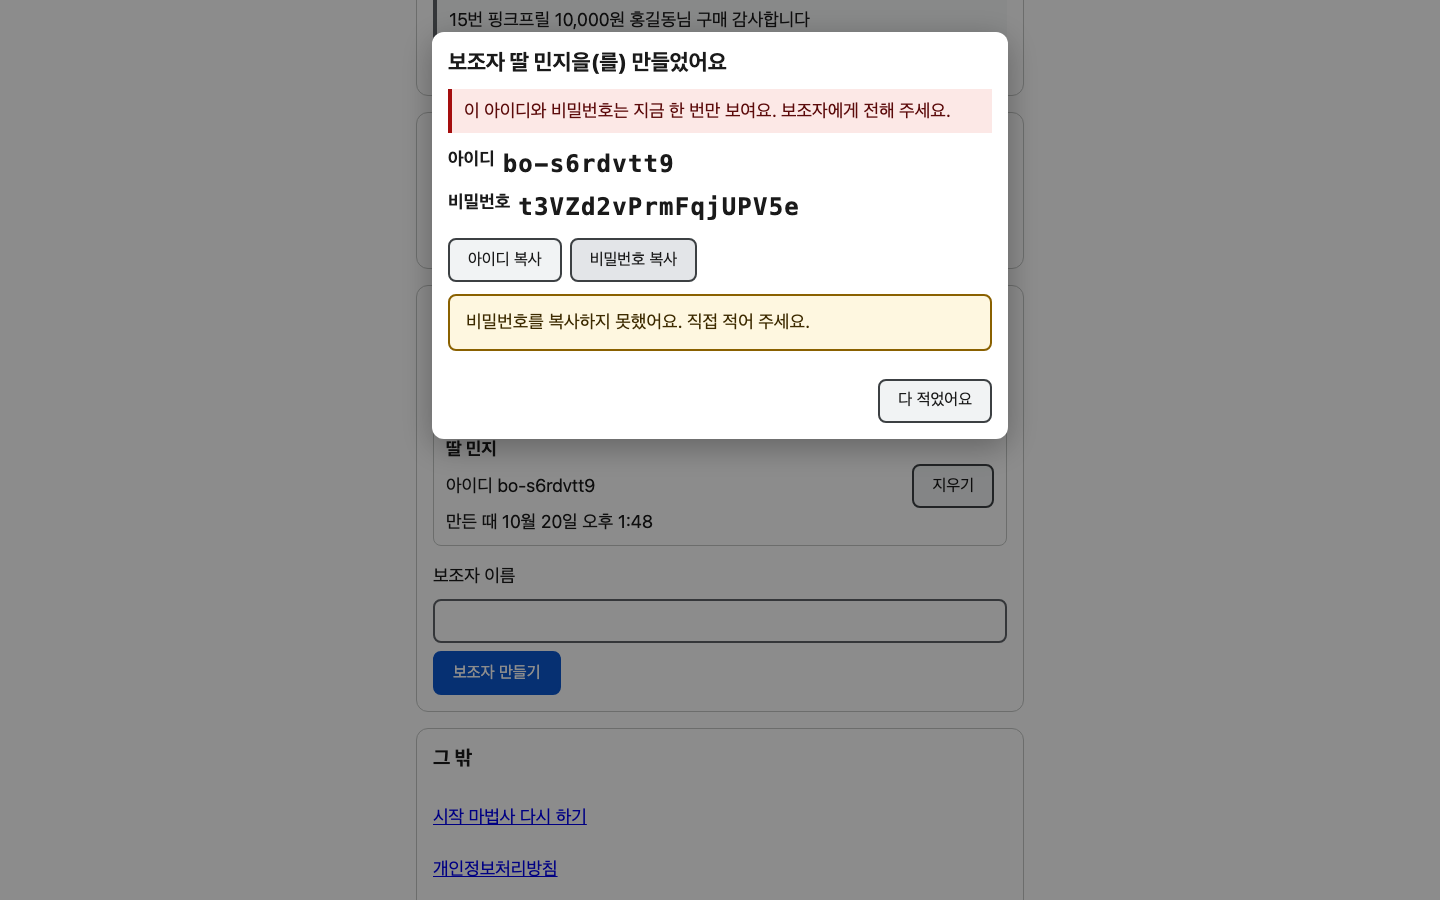 15번 핑크프릴 10,000원 홍길동님 구매 감사합니다
보조자 딸 민지을(를) 만들었어요
이 아이디와 비밀번호는 지금 한 번만 보여요. 보조자에게 전해 주세요.
아이디 bo-s6rdvtt9
비밀번호 t3VZd2vPrmFqjUPV5e
아이디 복사 비밀번호 복사
비밀번호를 복사하지 못했어요. 직접 적어 주세요.
다 적었어요
딸 민지
아이디 bo-s6rdvtt9
지우기
만든 때 10월 20일 오후 1:48
보조자 이름
보조자 만들기
그 밖
시작 마법사 다시 하기
개인정보처리방침